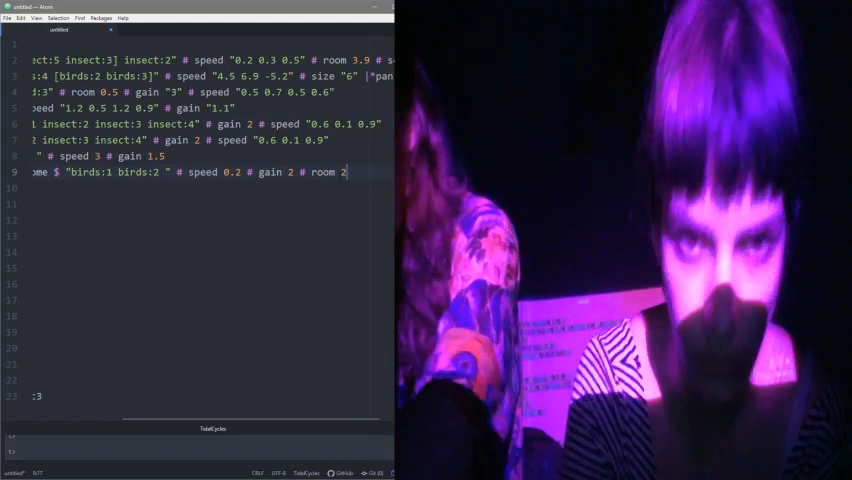 untitled — Atom
File Edit View Selection Find Packages Help
untitled
1
2 ect:5 insect:3] insect:2" # speed "0.2 0.3 0.5" # room 3.9 # s
3 s:4 [birds:2 birds:3]" # speed "4.5 6.9 -5.2" # size "6" |*pan
4 d:3" # room 0.5 # gain "3" # speed "0.5 0.7 0.5 0.6"
5 peed "1.2 0.5 1.2 0.9" # gain "1.1"
6 1 insect:2 insect:3 insect:4" # gain 2 # speed "0.6 0.1 0.9"
7 2 insect:3 insect:4" # gain 2 # speed "0.6 0.1 0.9"
8 " # speed 3 # gain 1.5
9 ome $ "birds:1 birds:2 " # speed 0.2 # gain 2 # room 2
10
11
12
13
14
15
16
17
18
19
20
21
22
23 :3
TidalCycles
t>
untitled* 9:77 CRLF UTF-8 TidalCycles GitHub Git (0)